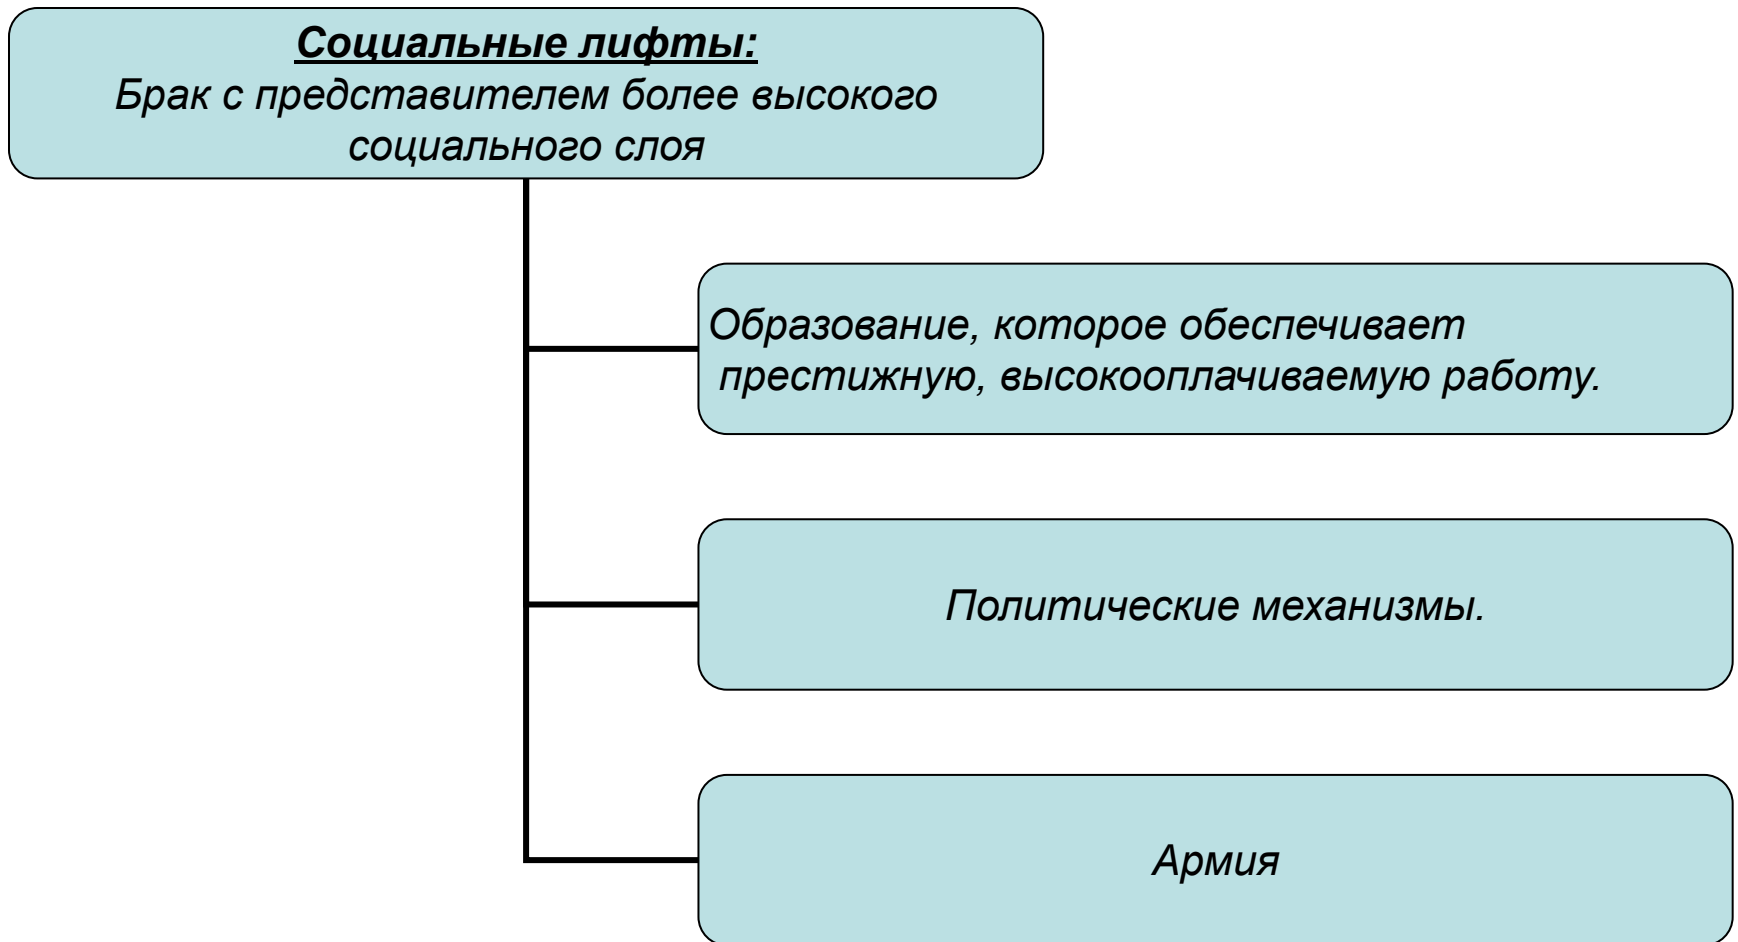 Социальные лифты:
Брак с представителем более высокого
социального слоя
Образование, которое обеспечивает
престижную, высокооплачиваемую работу.
Политические механизмы.
Армия